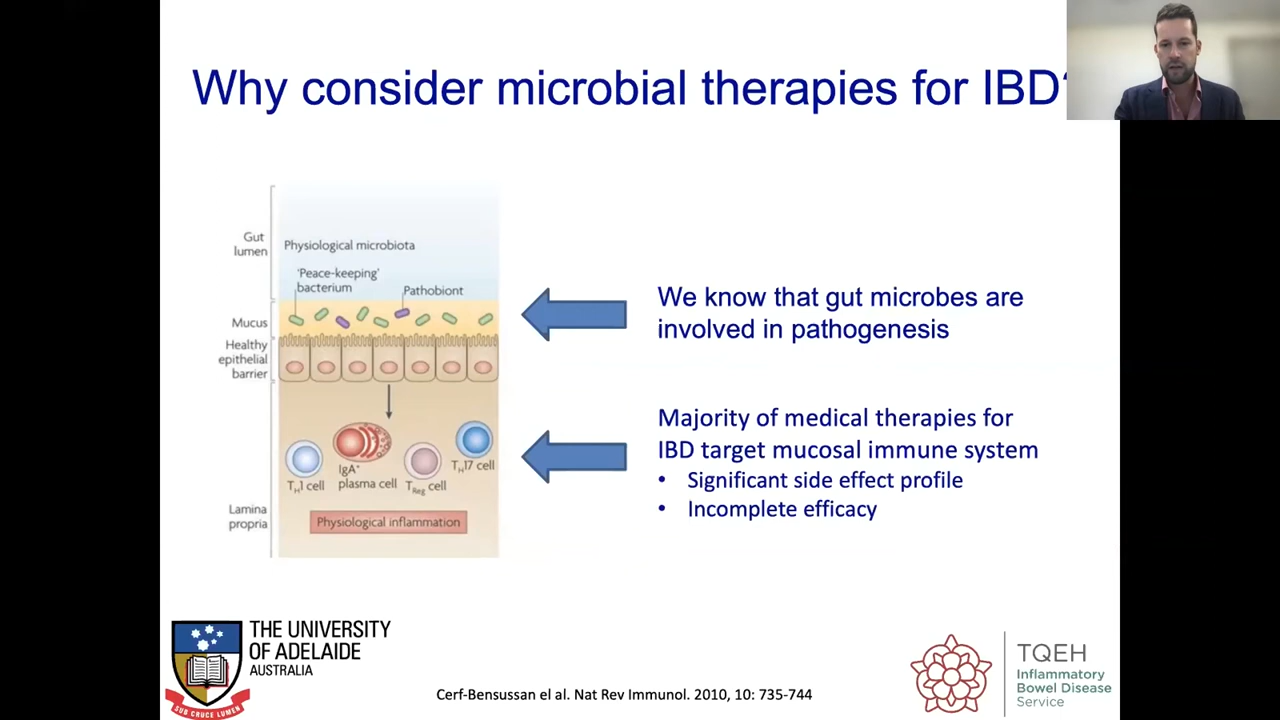 Why consider microbial therapies for IBD?
Gut
lumen
Physiological microbiota
'Peace-keeping'
bacterium
Pathobiont
Mucus
Healthy
epithelial
barrier
We know that gut microbes are
involved in pathogenesis
Majority of medical therapies for
IBD target mucosal immune system
• Significant side effect profile
• Incomplete efficacy
TH1 cell
IgA+
plasma cell
TReg cell
TH17 cell
Lamina
propria
Physiological inflammation
THE UNIVERSITY
OF ADELAIDE
AUSTRALIA
SUB CRUCE LUMEN
Cerf-Bensussan el al. Nat Rev Immunol. 2010, 10: 735-744
TQEH
Inflammatory
Bowel Disease
Service